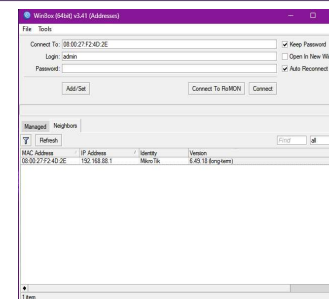 WinBox (64bit) v3.41 (Addresses)
File Tools
Connect To: 08:00:27:F2:4D:2E
Keep Password
Login: admin
Open In New Win
Password:
Auto Reconnect
Add/Set
Connect To RoMON
Connect
Managed Neighbors
Refresh
Find
all
MAC Address IP Address Identity Version
08:00:27:F2:4D:2E 192.168.88.1 MikroTik 6.49.18 (long-term)
1 item